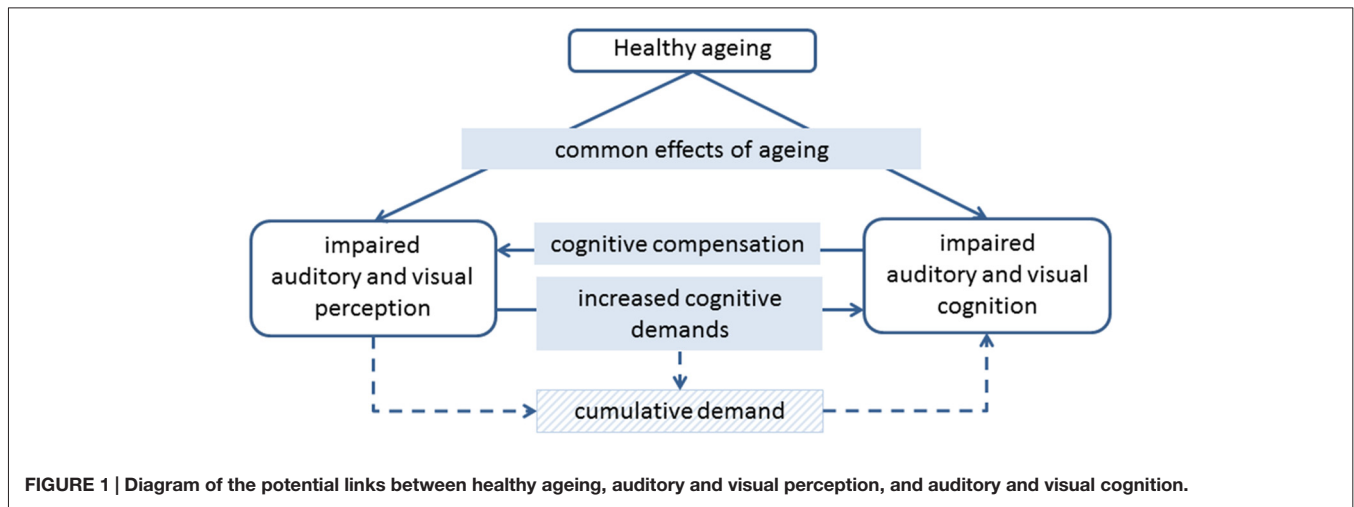 Healthy ageing
common effects of ageing
impaired
auditory and visual
perception
cognitive compensation
increased cognitive
demands
impaired
auditory and visual
cognition
cumulative demand
FIGURE 1 | Diagram of the potential links between healthy ageing, auditory and visual perception, and auditory and visual cognition.